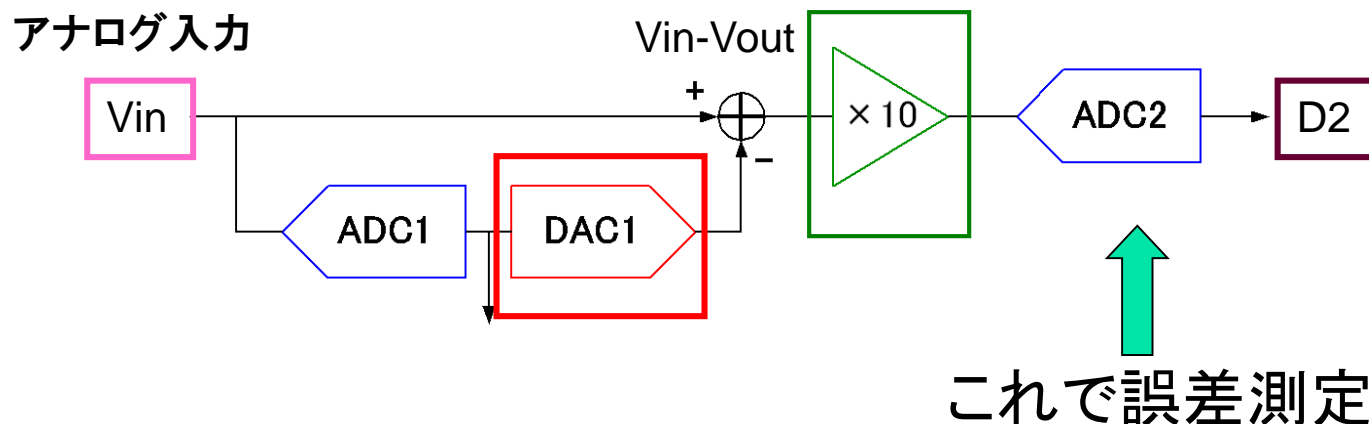 アナログ入力
Vin-Vout
Vin
+
× 10
ADC2
D2
−
ADC1
DAC1
これで誤差測定